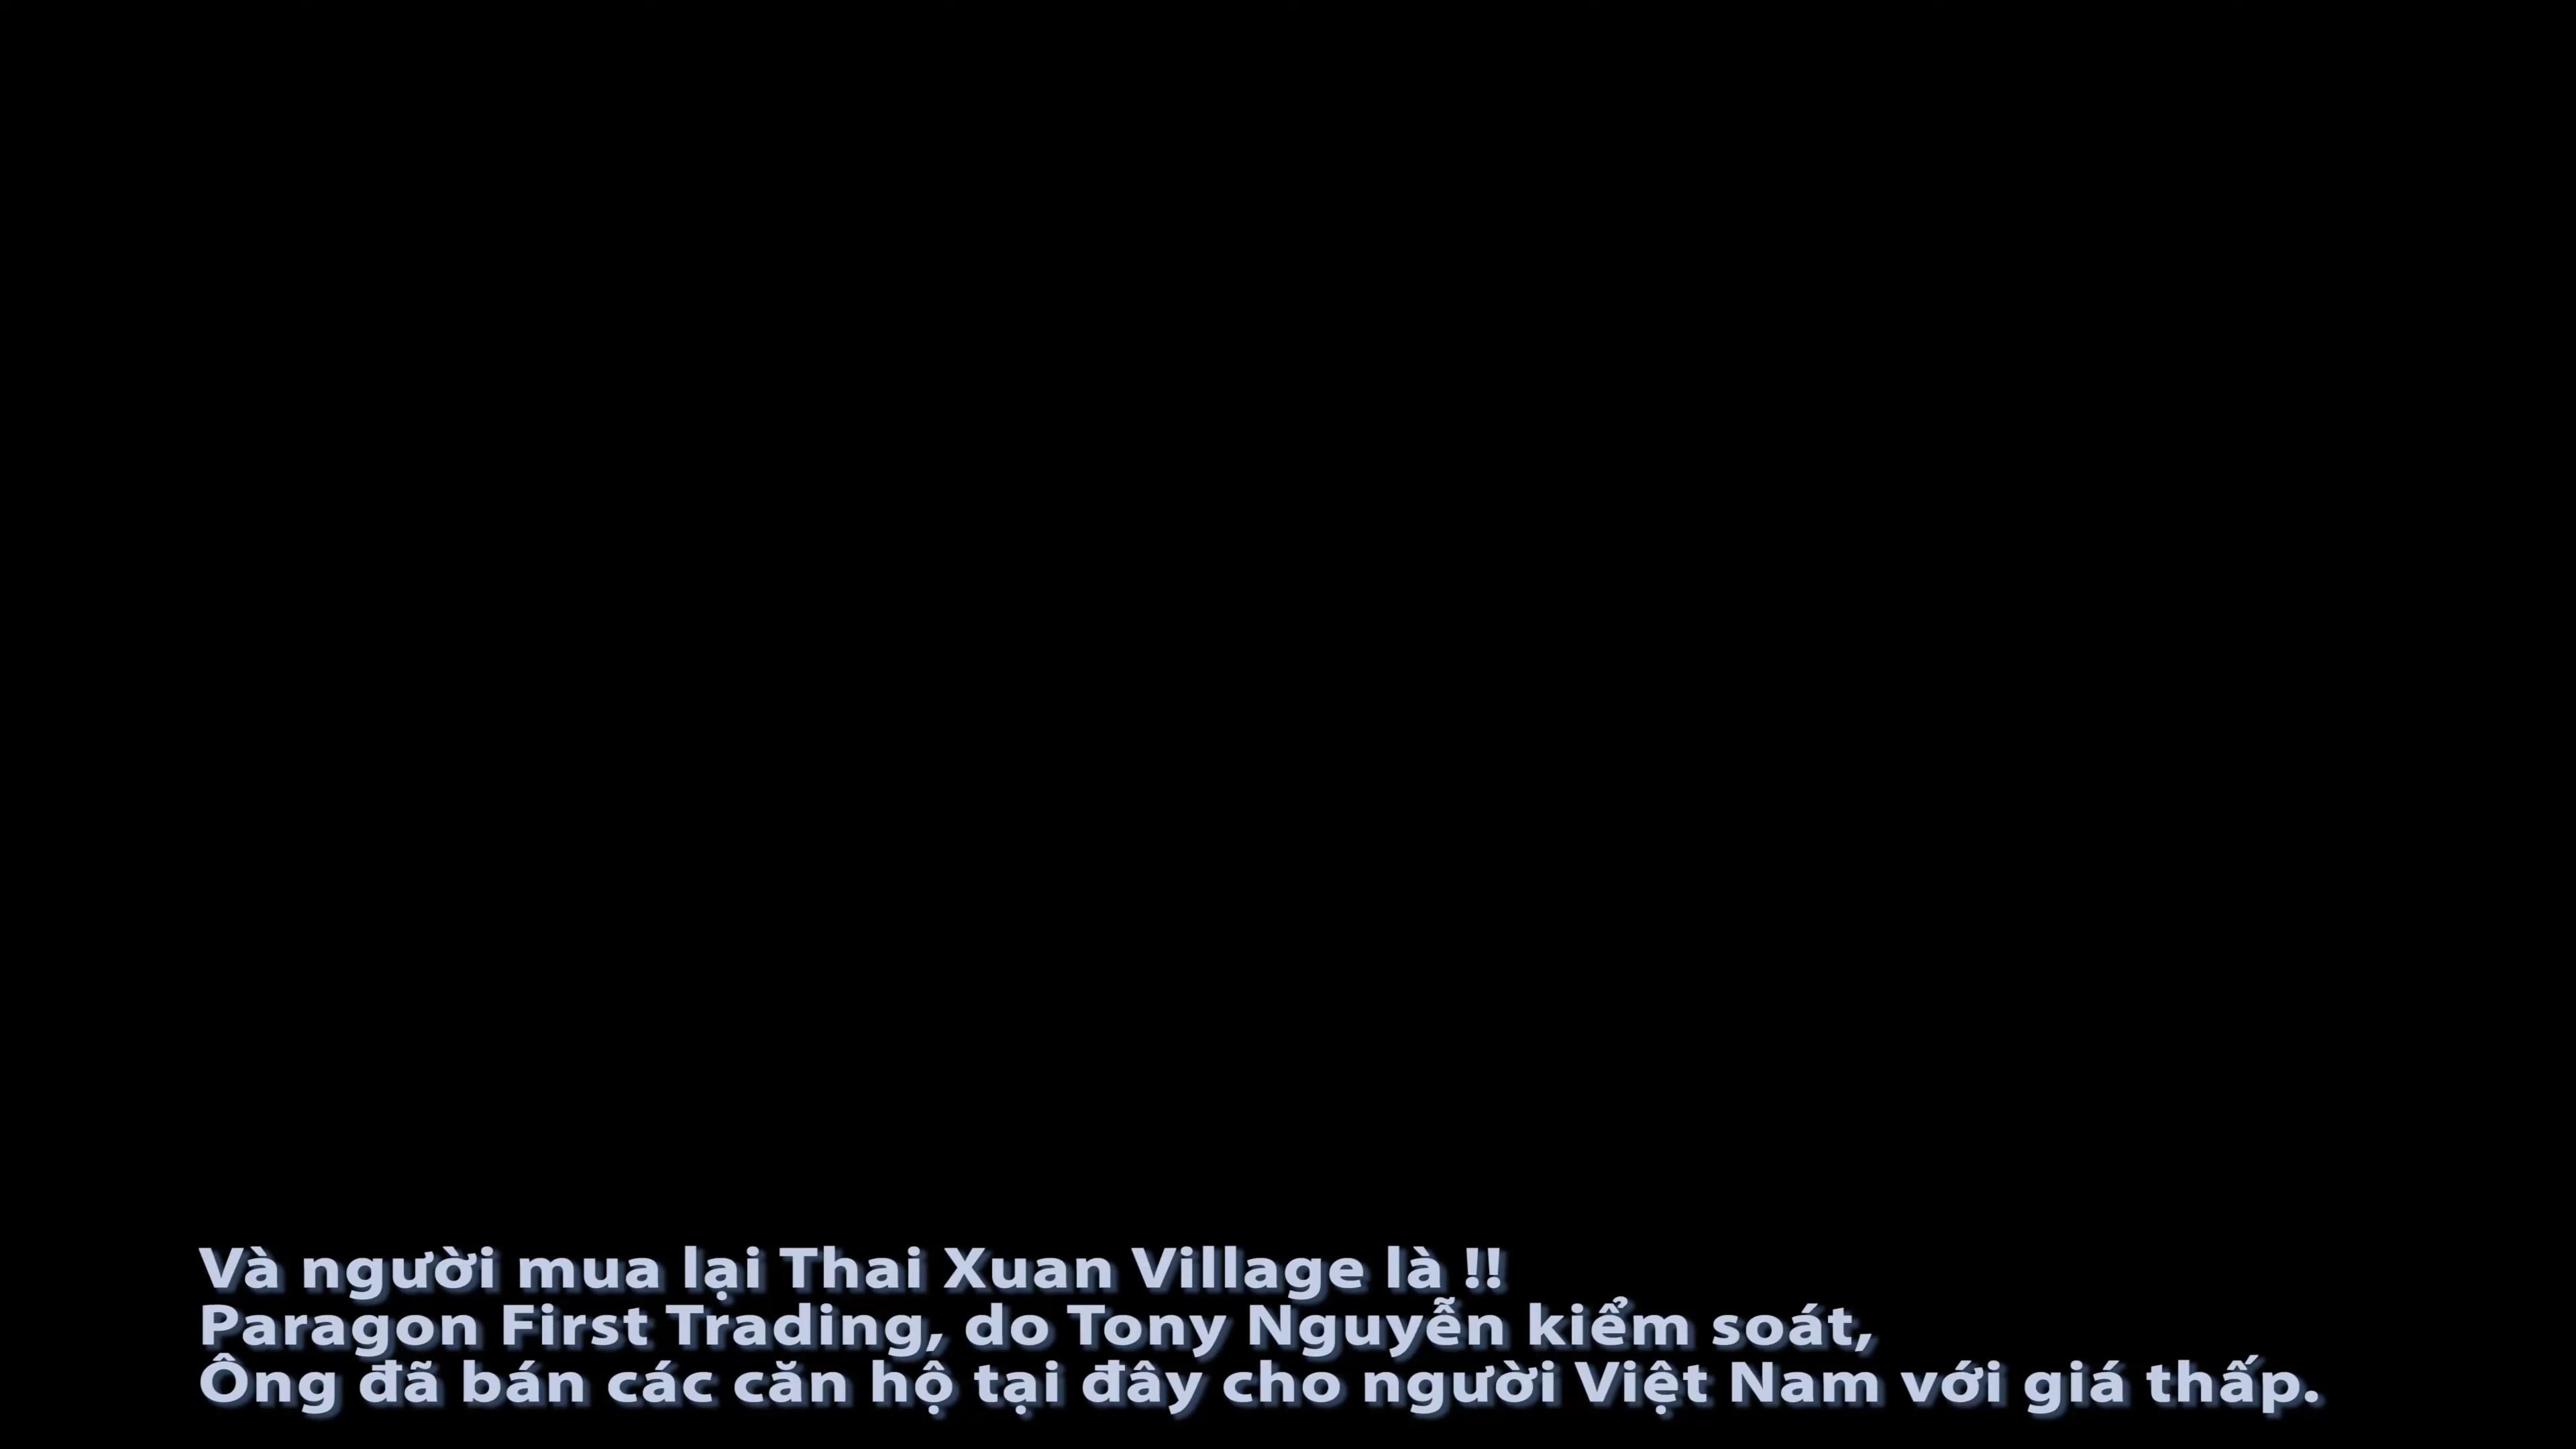 Và người mua lại Thai Xuan Village là !!
Paragon First Trading, do Tony Nguyễn kiểm soát,
Ông đã bán các căn hộ tại đây cho người Việt Nam với giá thấp.